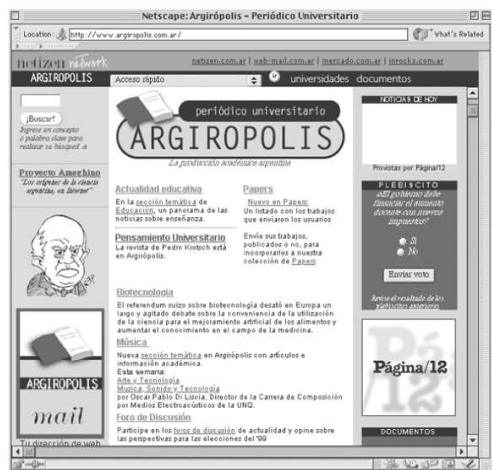 Netscape: Argirópolis - Periódico Universitario
Location: http://www.argiropolis.com.ar/
What's Related
netizen network
netizen.com.ar | web-mail.com.ar | mercado.com.ar | inrocks.com.ar
ARGIROPOLIS
Acceso rápido
universidades documentos
¡Buscar!
Ingrese un concepto
o palabra clave para
realizar su búsqueda
Proyecto Ameghino
"Los orígenes de la ciencia
argentina, en Internet"
ARGIROPOLIS
mail
Tu dirección de web
periódico universitario
ARGIROPOLIS
La producción académica argentina
Actualidad educativa
En la sección temática de
Educación, un panorama de las
noticias sobre enseñanza.
Pensamiento Universitario
La revista de Pedro Krotsch está
en Argirópolis.
Papers
Nuevo en Papers:
Un listado con los trabajos
que enviaron los usuarios
Envíe sus trabajos,
publicados o no, para
incorporarlos a nuestra
colección de Papers.
Biotecnología
El referendum suizo sobre biotecnología desató en Europa un
largo y agitado debate sobre la conveniencia de la utilización
de la ciencia para el mejoramiento artificial de los alimentos y
aumentar el conocimiento en el campo de la medicina.
Música
Nueva sección temática en Argirópolis con artículos e
información académica.
Esta semana:
Arte y Tecnología
Musica, Sonido y Tecnología
por Oscar Pablo Di Liscia, Director de la Carrera de Composición
por Medios Electroacústicos de la UNQ.
Foro de Discusión
Participe en los foros de discusión de actualidad y opine sobre
las perspectivas para las elecciones del '99
NOTICIAS DE HOY
Provistas por Página/12
PLEBISCITO
¿El gobierno debe
financiar el aumento
docente con nuevos
impuestos?
Sí
No
Enviar voto
Revise el resultado de los
plebiscitos anteriores
Página/12
12
DOCUMENTOS